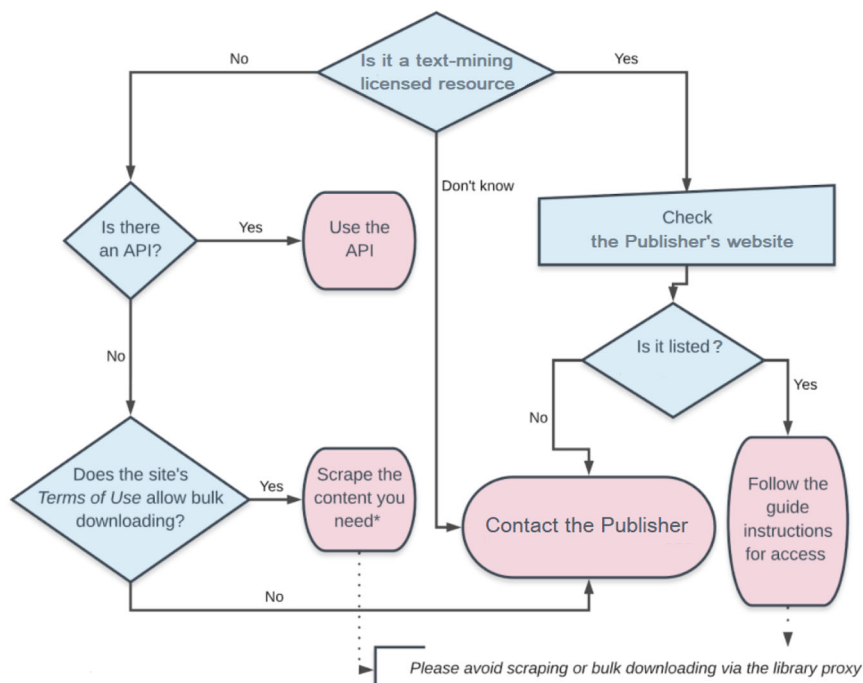 Is it a text-mining
licensed resource
No
Yes
Don't know
Is there
an API?
Yes
Use the
API
Check
the Publisher's website
No
Is it listed ?
No
Yes
Does the site's
Terms of Use allow bulk
downloading?
Yes
Scrape the
content you
need*
Contact the Publisher
Follow the
guide
instructions
for access
No
Please avoid scraping or bulk downloading via the library proxy